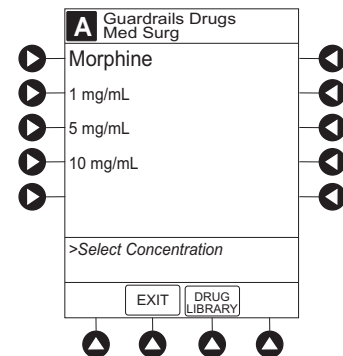 A Guardrails Drugs
Med Surg
Morphine
1 mg/mL
5 mg/mL
10 mg/mL
>Select Concentration
EXIT
DRUG
LIBRARY